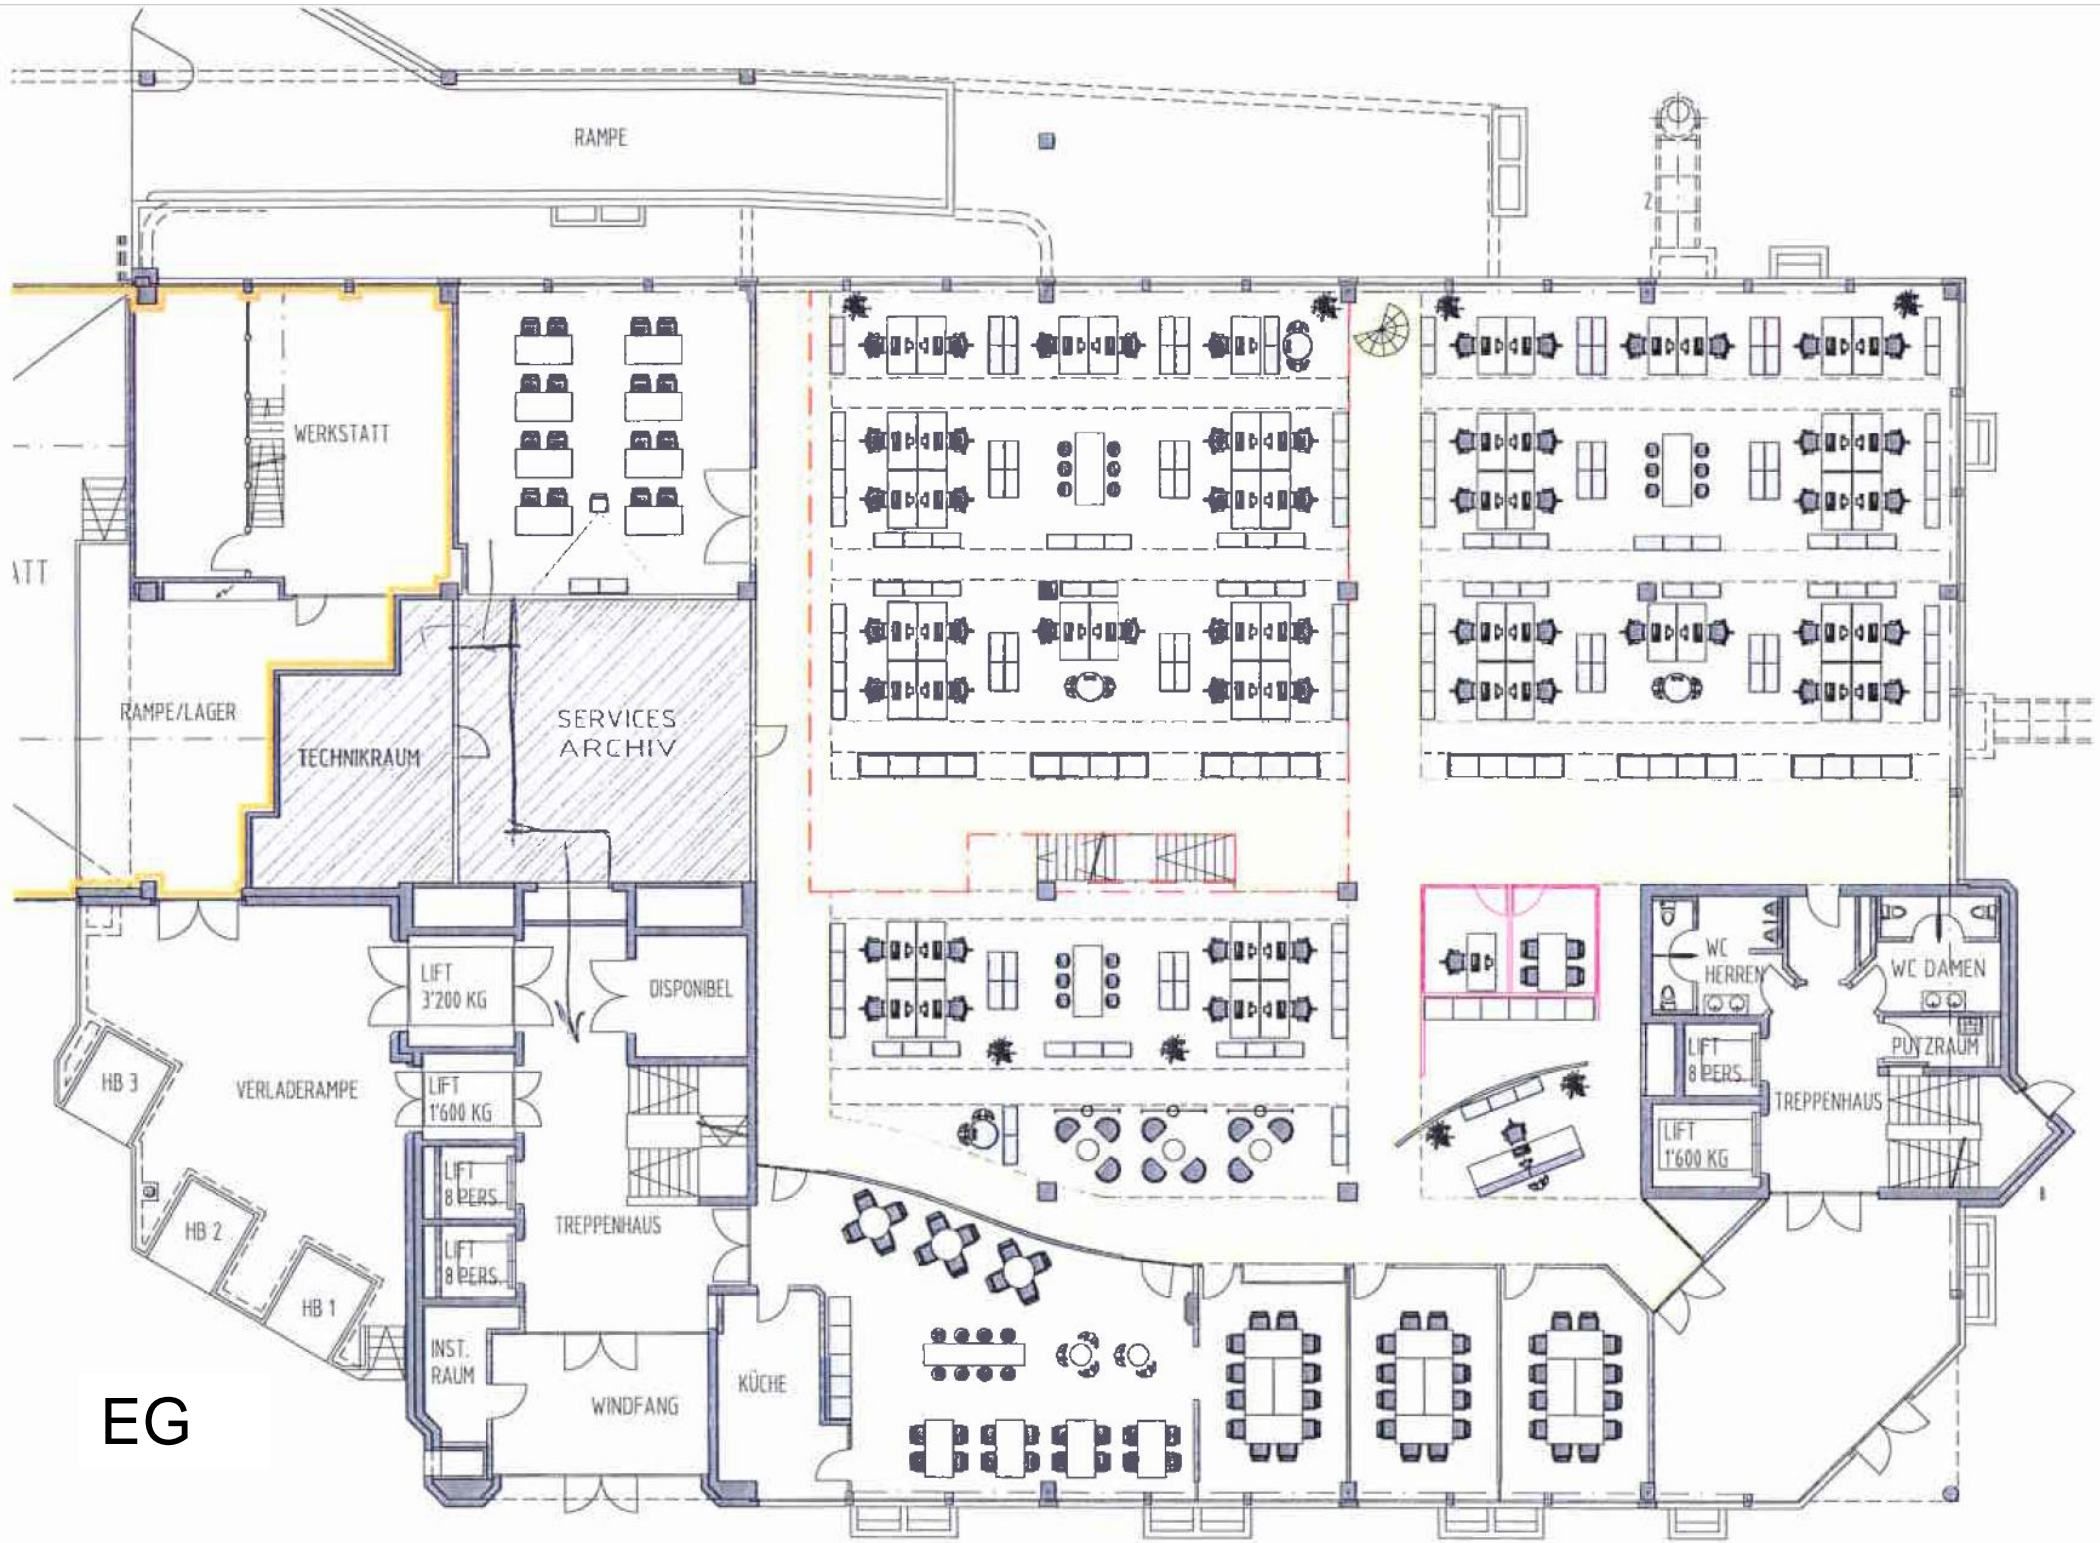 RAMPE
2
WERKSTATT
ATT
RAMPE/LAGER
TECHNIKRAUM
SERVICES
ARCHIV
LIFT
3'200 KG
DISPONIBEL
WC
HERREN
WC DAMEN
HB 3
VERLADERAMPE
LIFT
1'600 KG
LIFT
8 PERS.
PUTZRAUM
TREPPENHAUS
LIFT
1'600 KG
LIFT
8 PERS.
HB 2
TREPPENHAUS
LIFT
8 PERS.
HB 1
INST.
RAUM
KÜCHE
WINDFANG
EG